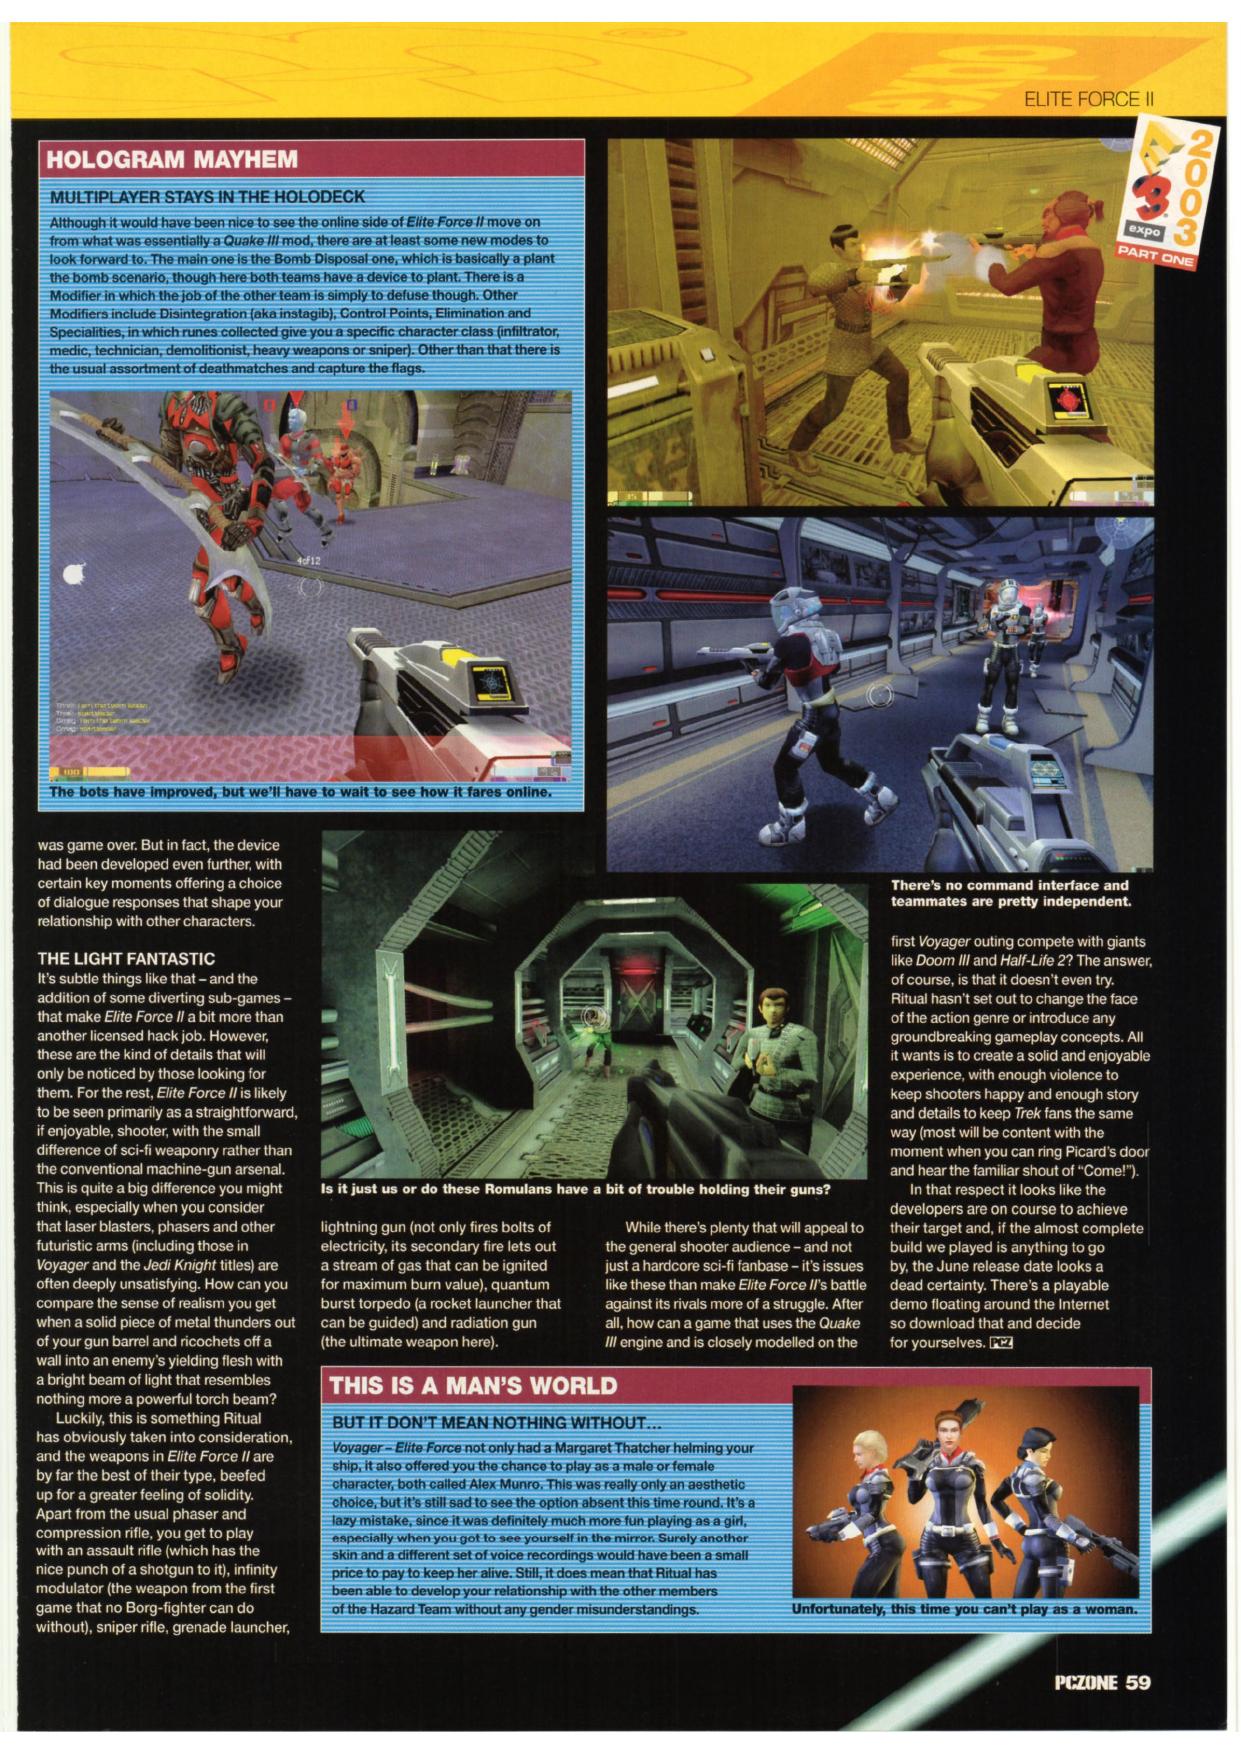 ELITE FORCE II
E3
expo
2003
PART ONE
HOLOGRAM MAYHEM
MULTIPLAYER STAYS IN THE HOLODECK
Although it would have been nice to see the online side of Elite Force II move on
from what was essentially a Quake III mod, there are at least some new modes to
look forward to. The main one is the Bomb Disposal one, which is basically a plant
the bomb scenario, though here both teams have a device to plant. There is a
Modifier in which the job of the other team is simply to defuse though. Other
Modifiers include Disintegration (aka instagib), Control Points, Elimination and
Specialities, in which runes collected give you a specific character class (infiltrator,
medic, technician, demolitionist, heavy weapons or sniper). Other than that there is
the usual assortment of deathmatches and capture the flags.
4of12
100
The bots have improved, but we'll have to wait to see how it fares online.
was game over. But in fact, the device
had been developed even further, with
certain key moments offering a choice
of dialogue responses that shape your
relationship with other characters.
THE LIGHT FANTASTIC
It's subtle things like that – and the
addition of some diverting sub-games –
that make Elite Force II a bit more than
another licensed hack job. However,
these are the kind of details that will
only be noticed by those looking for
them. For the rest, Elite Force II is likely
to be seen primarily as a straightforward,
if enjoyable, shooter, with the small
difference of sci-fi weaponry rather than
the conventional machine-gun arsenal.
This is quite a big difference you might
think, especially when you consider
that laser blasters, phasers and other
futuristic arms (including those in
Voyager and the Jedi Knight titles) are
often deeply unsatisfying. How can you
compare the sense of realism you get
when a solid piece of metal thunders out
of your gun barrel and ricochets off a
wall into an enemy's yielding flesh with
a bright beam of light that resembles
nothing more a powerful torch beam?
Luckily, this is something Ritual
has obviously taken into consideration,
and the weapons in Elite Force II are
by far the best of their type, beefed
up for a greater feeling of solidity.
Apart from the usual phaser and
compression rifle, you get to play
with an assault rifle (which has the
nice punch of a shotgun to it), infinity
modulator (the weapon from the first
game that no Borg-fighter can do
without), sniper rifle, grenade launcher,
Is it just us or do these Romulans have a bit of trouble holding their guns?
lightning gun (not only fires bolts of
electricity, its secondary fire lets out
a stream of gas that can be ignited
for maximum burn value), quantum
burst torpedo (a rocket launcher that
can be guided) and radiation gun
(the ultimate weapon here).
While there's plenty that will appeal to
the general shooter audience – and not
just a hardcore sci-fi fanbase – it's issues
like these than make Elite Force II's battle
against its rivals more of a struggle. After
all, how can a game that uses the Quake
III engine and is closely modelled on the
There's no command interface and
teammates are pretty independent.
first Voyager outing compete with giants
like Doom III and Half-Life 2? The answer,
of course, is that it doesn't even try.
Ritual hasn't set out to change the face
of the action genre or introduce any
groundbreaking gameplay concepts. All
it wants is to create a solid and enjoyable
experience, with enough violence to
keep shooters happy and enough story
and details to keep Trek fans the same
way (most will be content with the
moment when you can ring Picard's door
and hear the familiar shout of "Come!").
In that respect it looks like the
developers are on course to achieve
their target and, if the almost complete
build we played is anything to go
by, the June release date looks a
dead certainty. There's a playable
demo floating around the Internet
so download that and decide
for yourselves. PCZ
THIS IS A MAN'S WORLD
BUT IT DON'T MEAN NOTHING WITHOUT...
Voyager – Elite Force not only had a Margaret Thatcher helming your
ship, it also offered you the chance to play as a male or female
character, both called Alex Munro. This was really only an aesthetic
choice, but it's still sad to see the option absent this time round. It's a
lazy mistake, since it was definitely much more fun playing as a girl,
especially when you got to see yourself in the mirror. Surely another
skin and a different set of voice recordings would have been a small
price to pay to keep her alive. Still, it does mean that Ritual has
been able to develop your relationship with the other members
of the Hazard Team without any gender misunderstandings.
Unfortunately, this time you can't play as a woman.
PCZONE 59